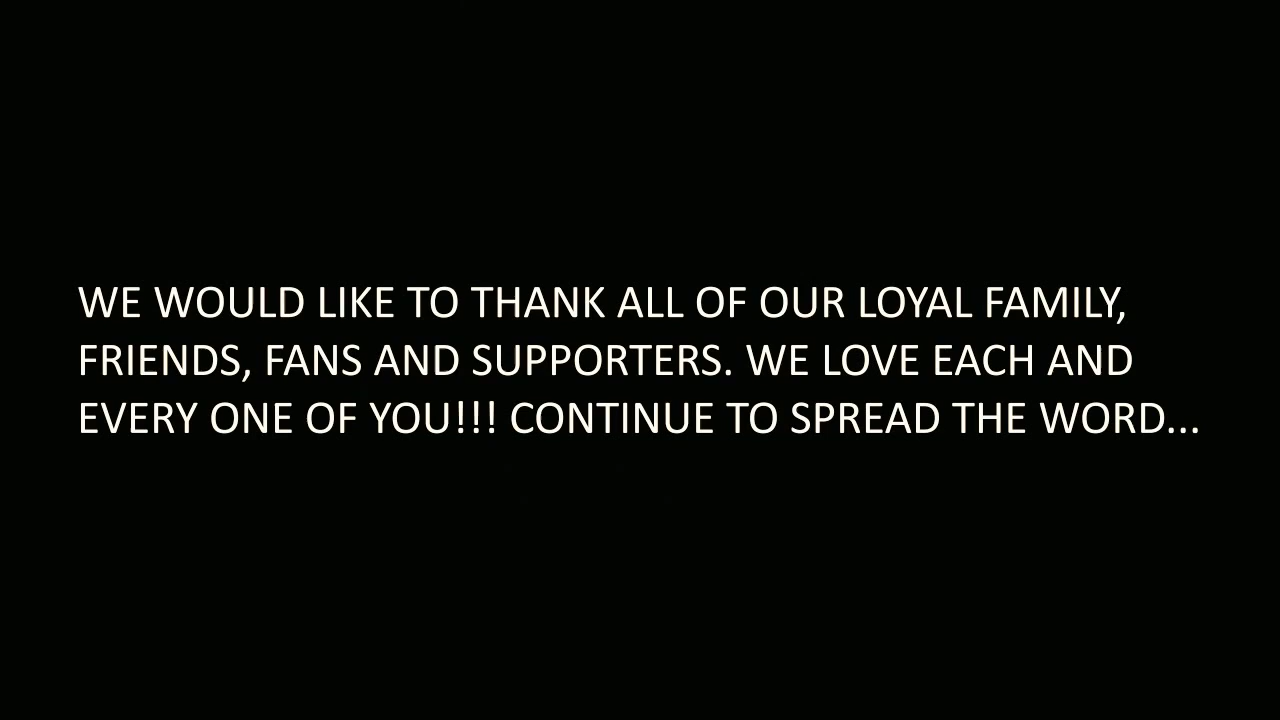 WE WOULD LIKE TO THANK ALL OF OUR LOYAL FAMILY,
FRIENDS, FANS AND SUPPORTERS. WE LOVE EACH AND
EVERY ONE OF YOU!!! CONTINUE TO SPREAD THE WORD...